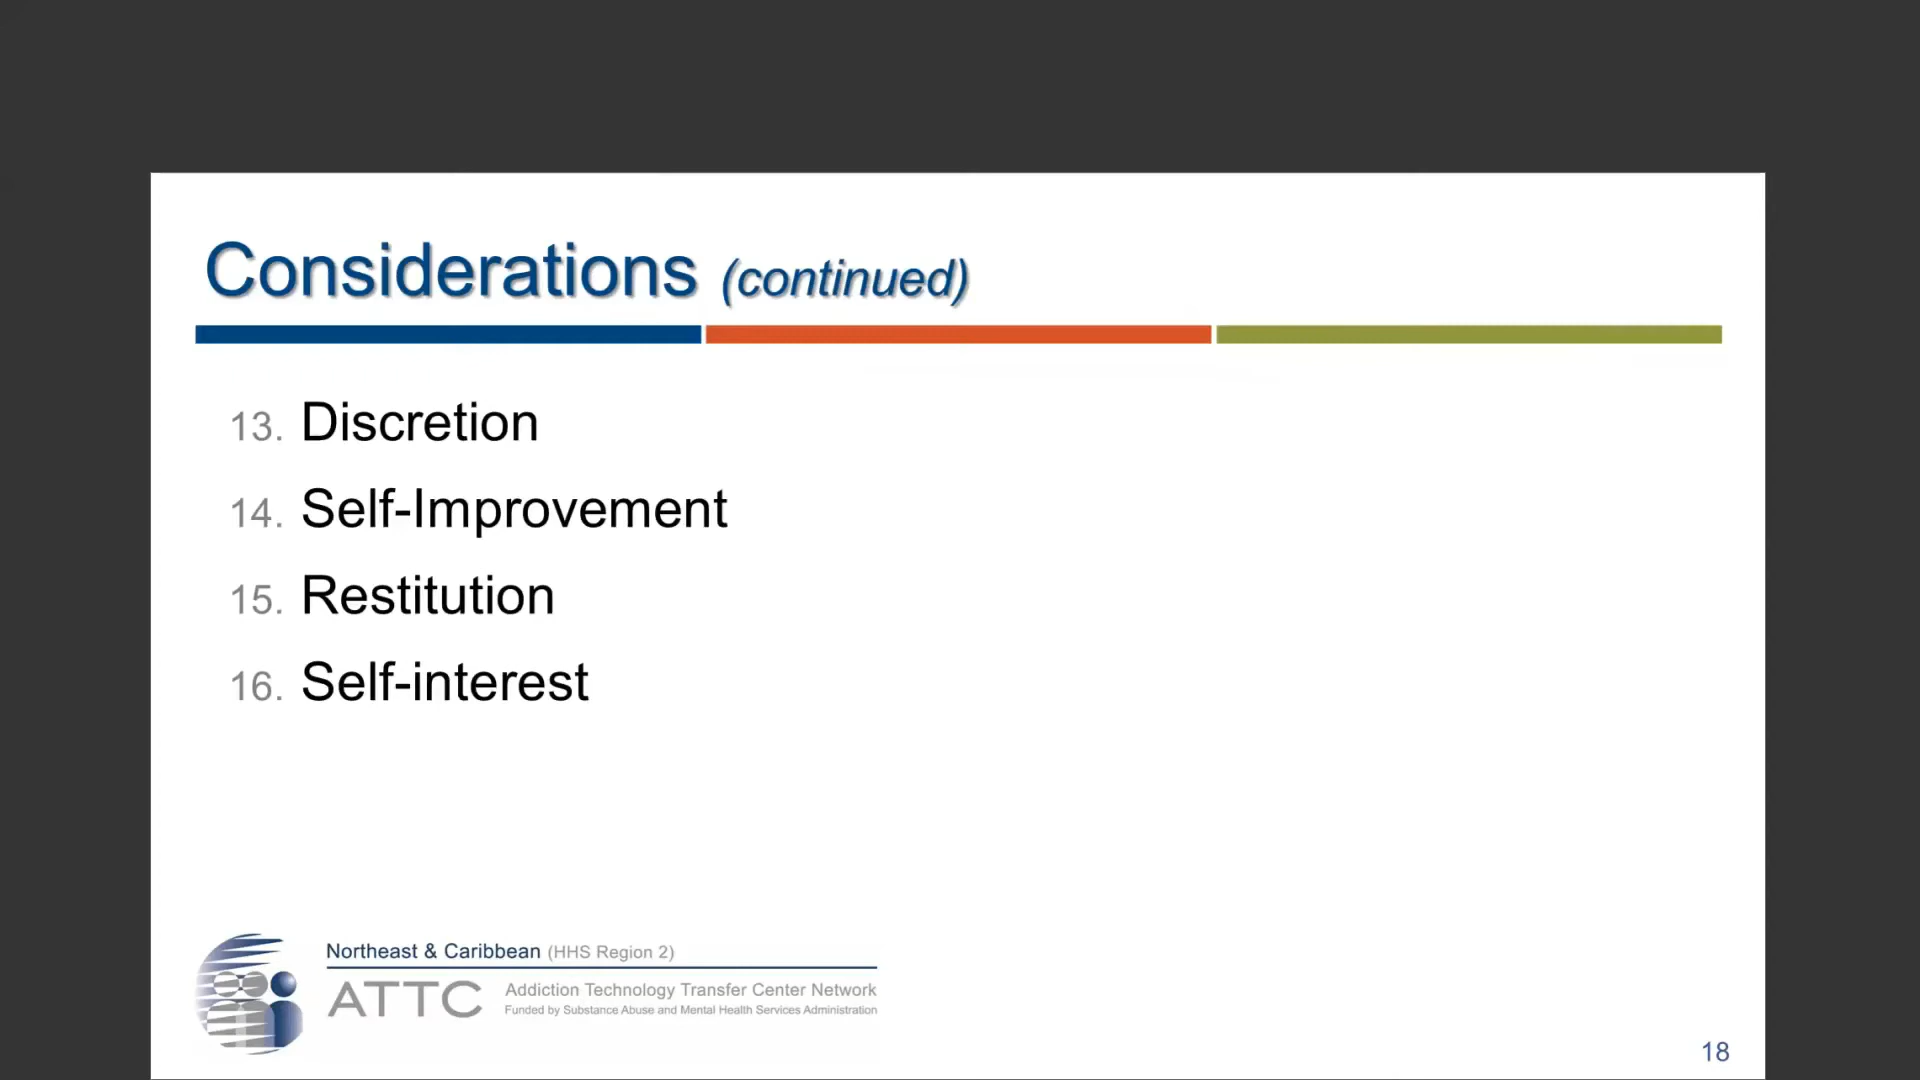 Considerations (continued)
13. Discretion
14. Self-Improvement
15. Restitution
16. Self-interest
Northeast & Caribbean (HHS Region 2)
ATTC Addiction Technology Transfer Center Network
Funded by Substance Abuse and Mental Health Services Administration
18